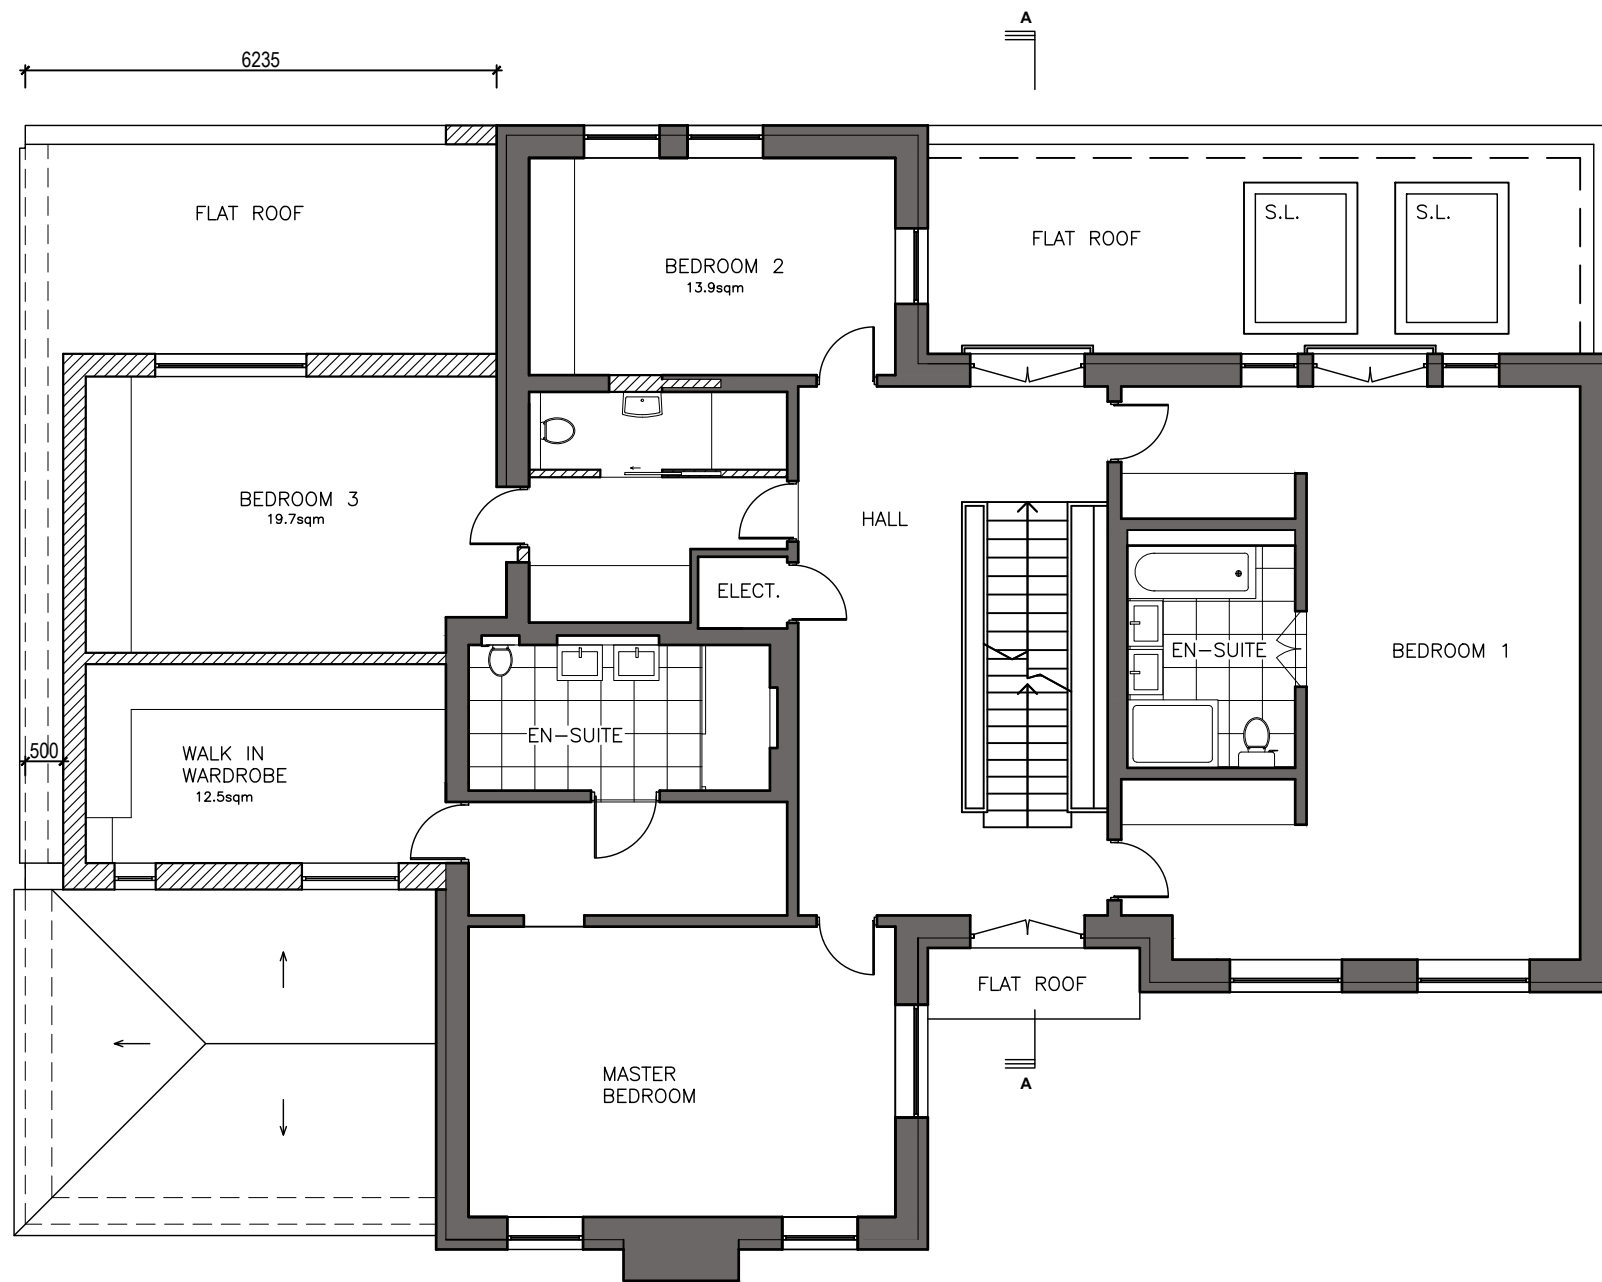 A
6235
FLAT ROOF
S.L.
S.L.
FLAT ROOF
BEDROOM 2
13.9sqm
BEDROOM 3
19.7sqm
HALL
ELECT.
EN-SUITE
BEDROOM 1
EN-SUITE
500
WALK IN
WARDROBE
12.5sqm
FLAT ROOF
MASTER
BEDROOM
A